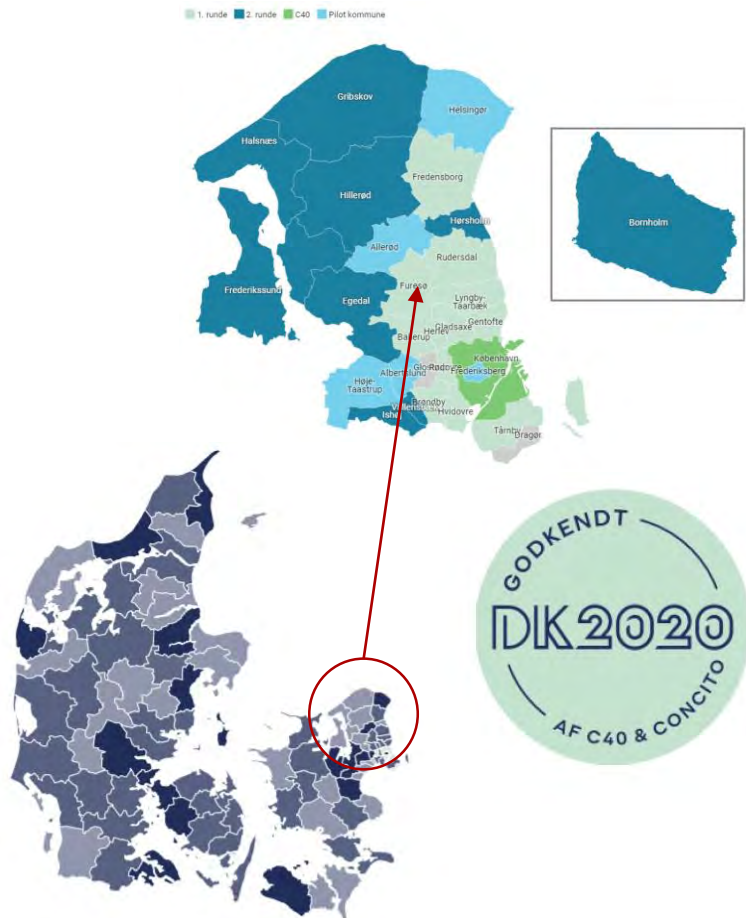 1. runde 2. runde C40 Pilot kommune
Gribskov
Helsingør
Halsnæs
Fredensborg
Hillerød
Hørsholm
Bornholm
Allerød
Rudersdal
Frederikssund
Egedal
Furesø
Lyngby-
Taarbæk
Gladsaxe
Gentofte
Herlev
Ballerup
København
Frederiksberg
Albertslund
Høje-
Taastrup
Brøndby
Hvidovre
Tårnby
Dragør
GODKENDT
DK2020
AF C40 & CONCITO